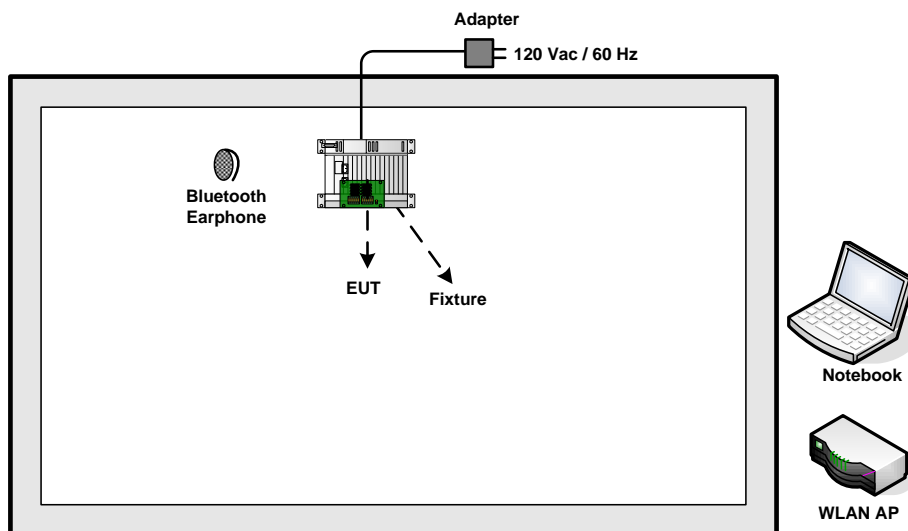 Adapter
120 Vac / 60 Hz
Bluetooth
Earphone
EUT
Fixture
Notebook
WLAN AP